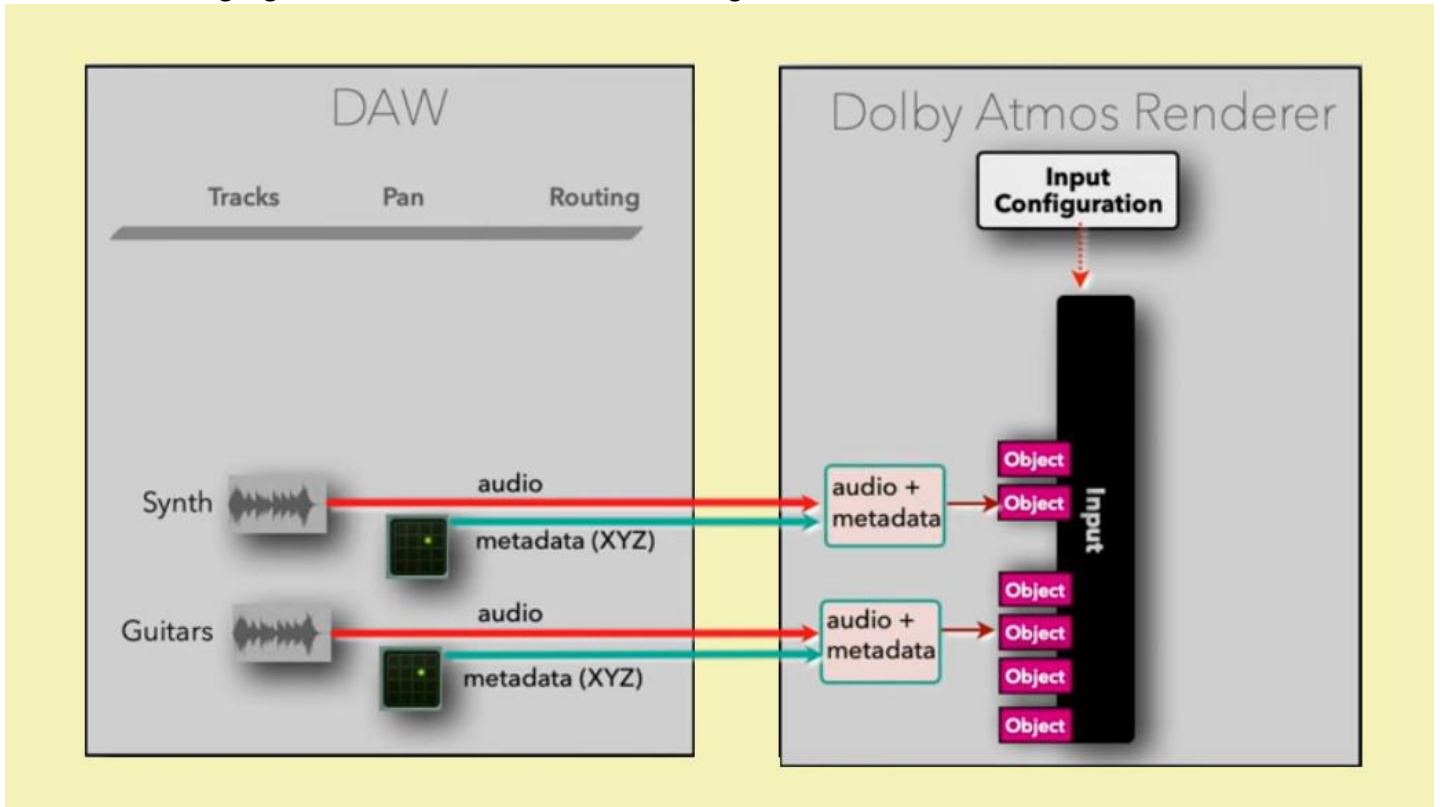 DAW
Tracks Pan Routing
Synth
audio
metadata (XYZ)
Guitars
audio
metadata (XYZ)
Dolby Atmos Renderer
Input
Configuration
audio +
metadata
audio +
metadata
Object
Object
Object
Object
Object
Object
Input